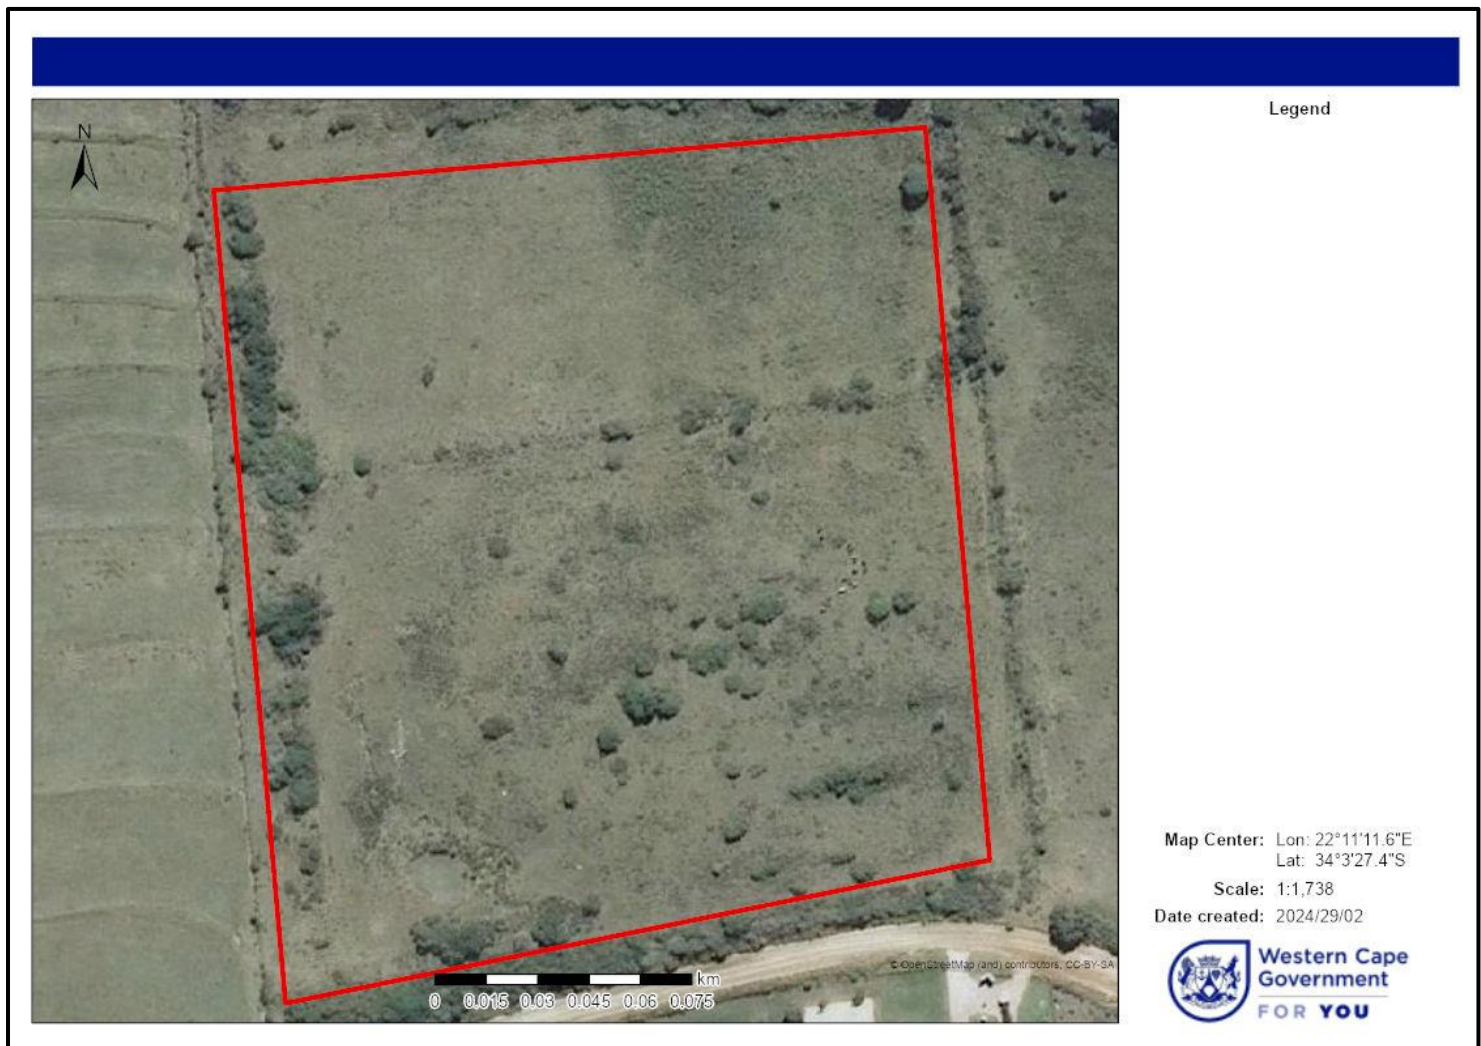 Legend
N
Map Center: Lon: 22°11'11.6"E
Lat: 34°3'27.4"S
Scale: 1:1,738
Date created: 2024/29/02
© OpenStreetMap (and) contributors, CC-BY-SA
km
0 0.015 0.03 0.045 0.06 0.075
Western Cape
Government
FOR YOU